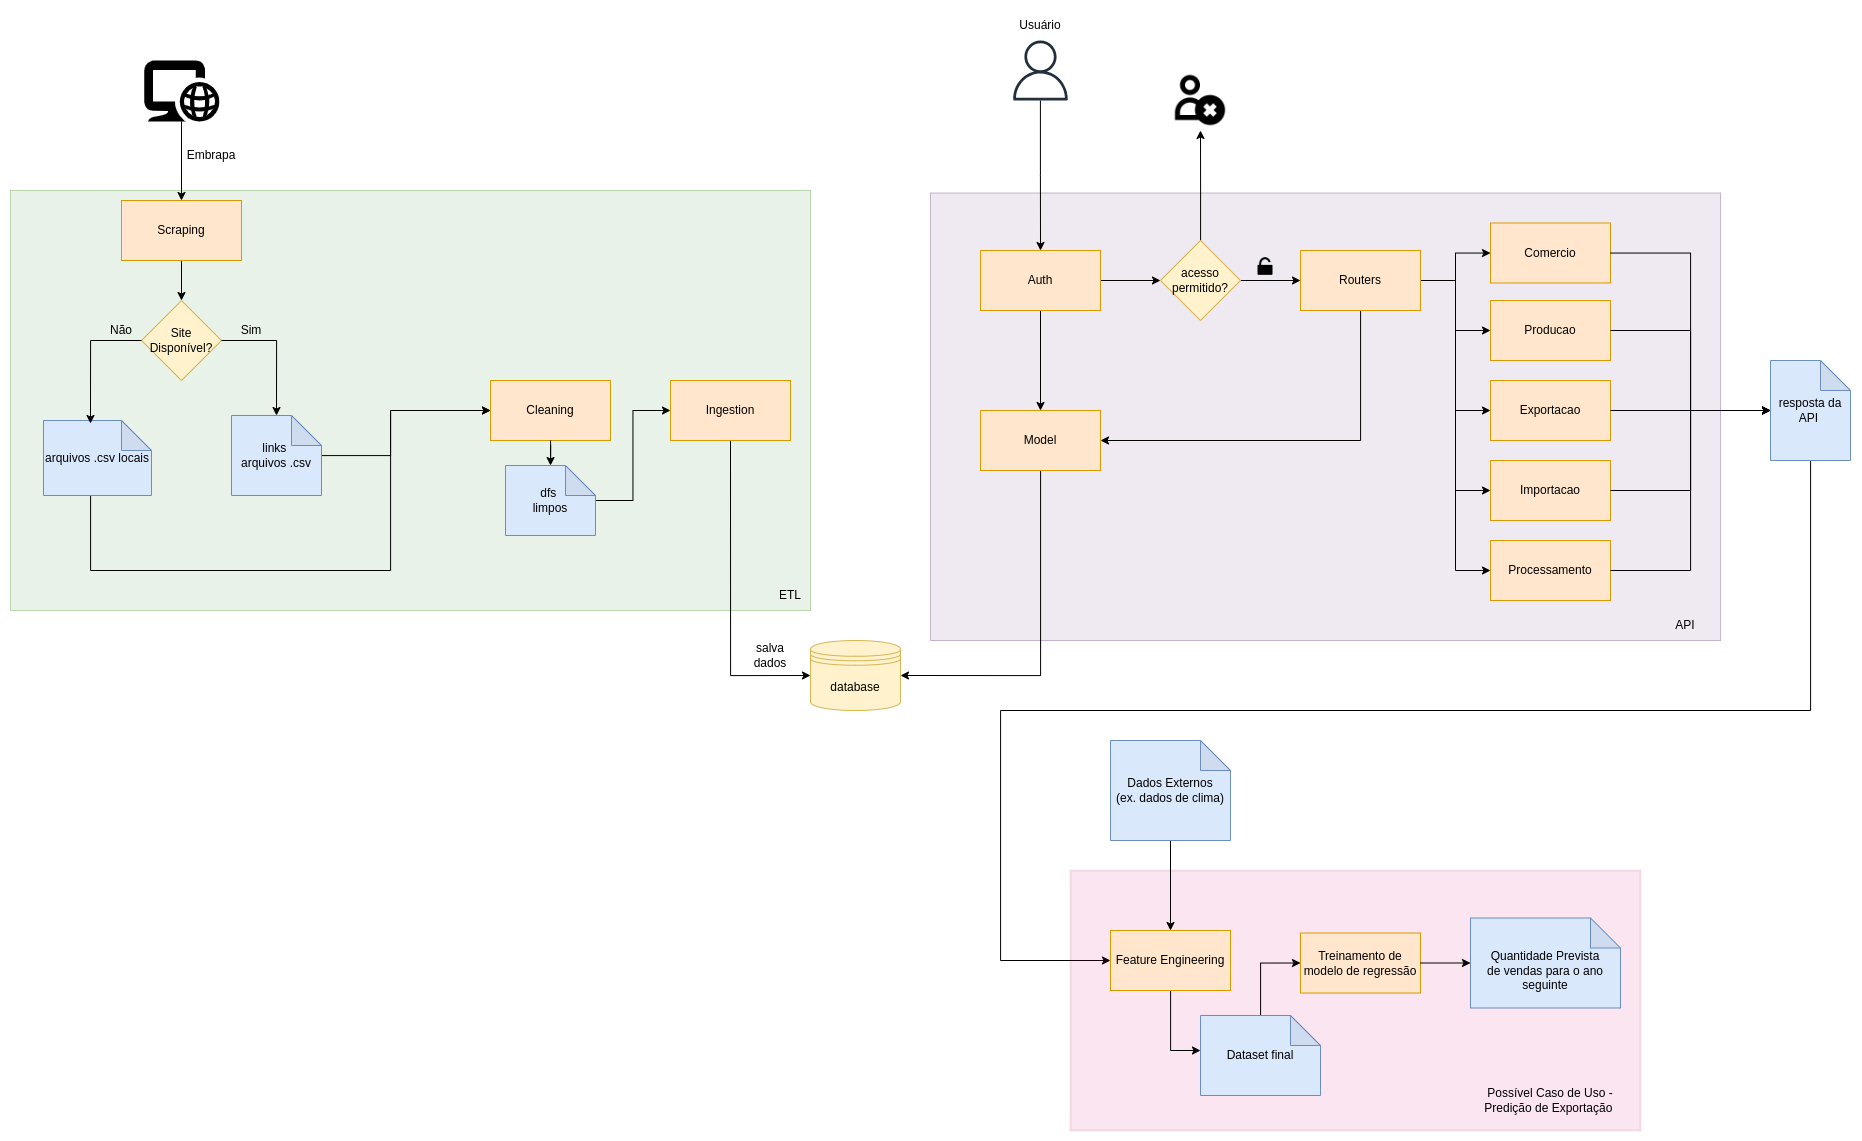 Usuário
Embrapa
Scraping
Site
Disponível?
Não
Sim
arquivos .csv locais
links
arquivos .csv
Cleaning
dfs
limpos
Ingestion
ETL
salva
dados
database
Auth
acesso
permitido?
Routers
Model
Comercio
Producao
Exportacao
Importacao
Processamento
API
resposta da
API
Dados Externos
(ex. dados de clima)
Feature Engineering
Dataset final
Treinamento de
modelo de regressão
Quantidade Prevista
de vendas para o ano
seguinte
Possível Caso de Uso -
Predição de Exportação